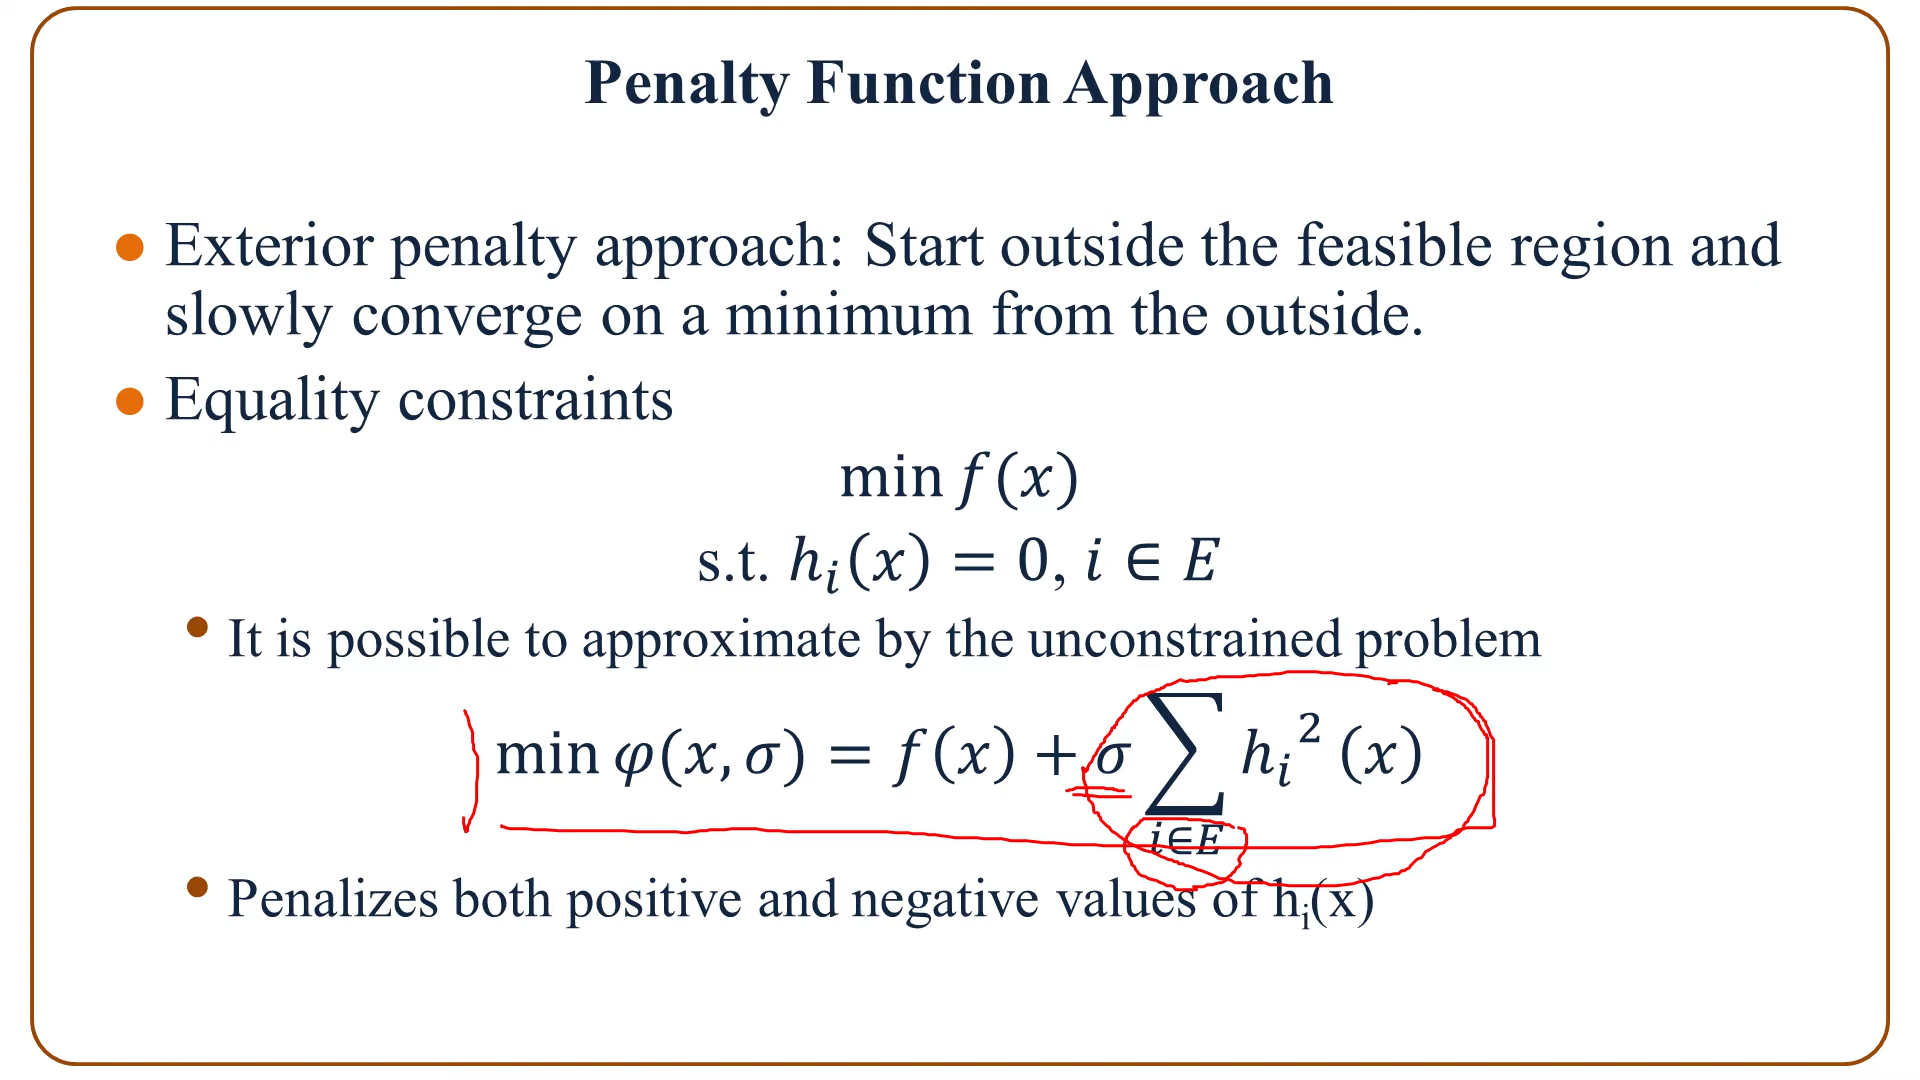 Penalty Function Approach
● Exterior penalty approach: Start outside the feasible region and
slowly converge on a minimum from the outside.
● Equality constraints
min f(x)
s.t. hᵢ(x) = 0, i ∈ E
• It is possible to approximate by the unconstrained problem
min φ(x, σ) = f(x) + σ ∑ hᵢ² (x)
i∈E
• Penalizes both positive and negative values of hᵢ(x)